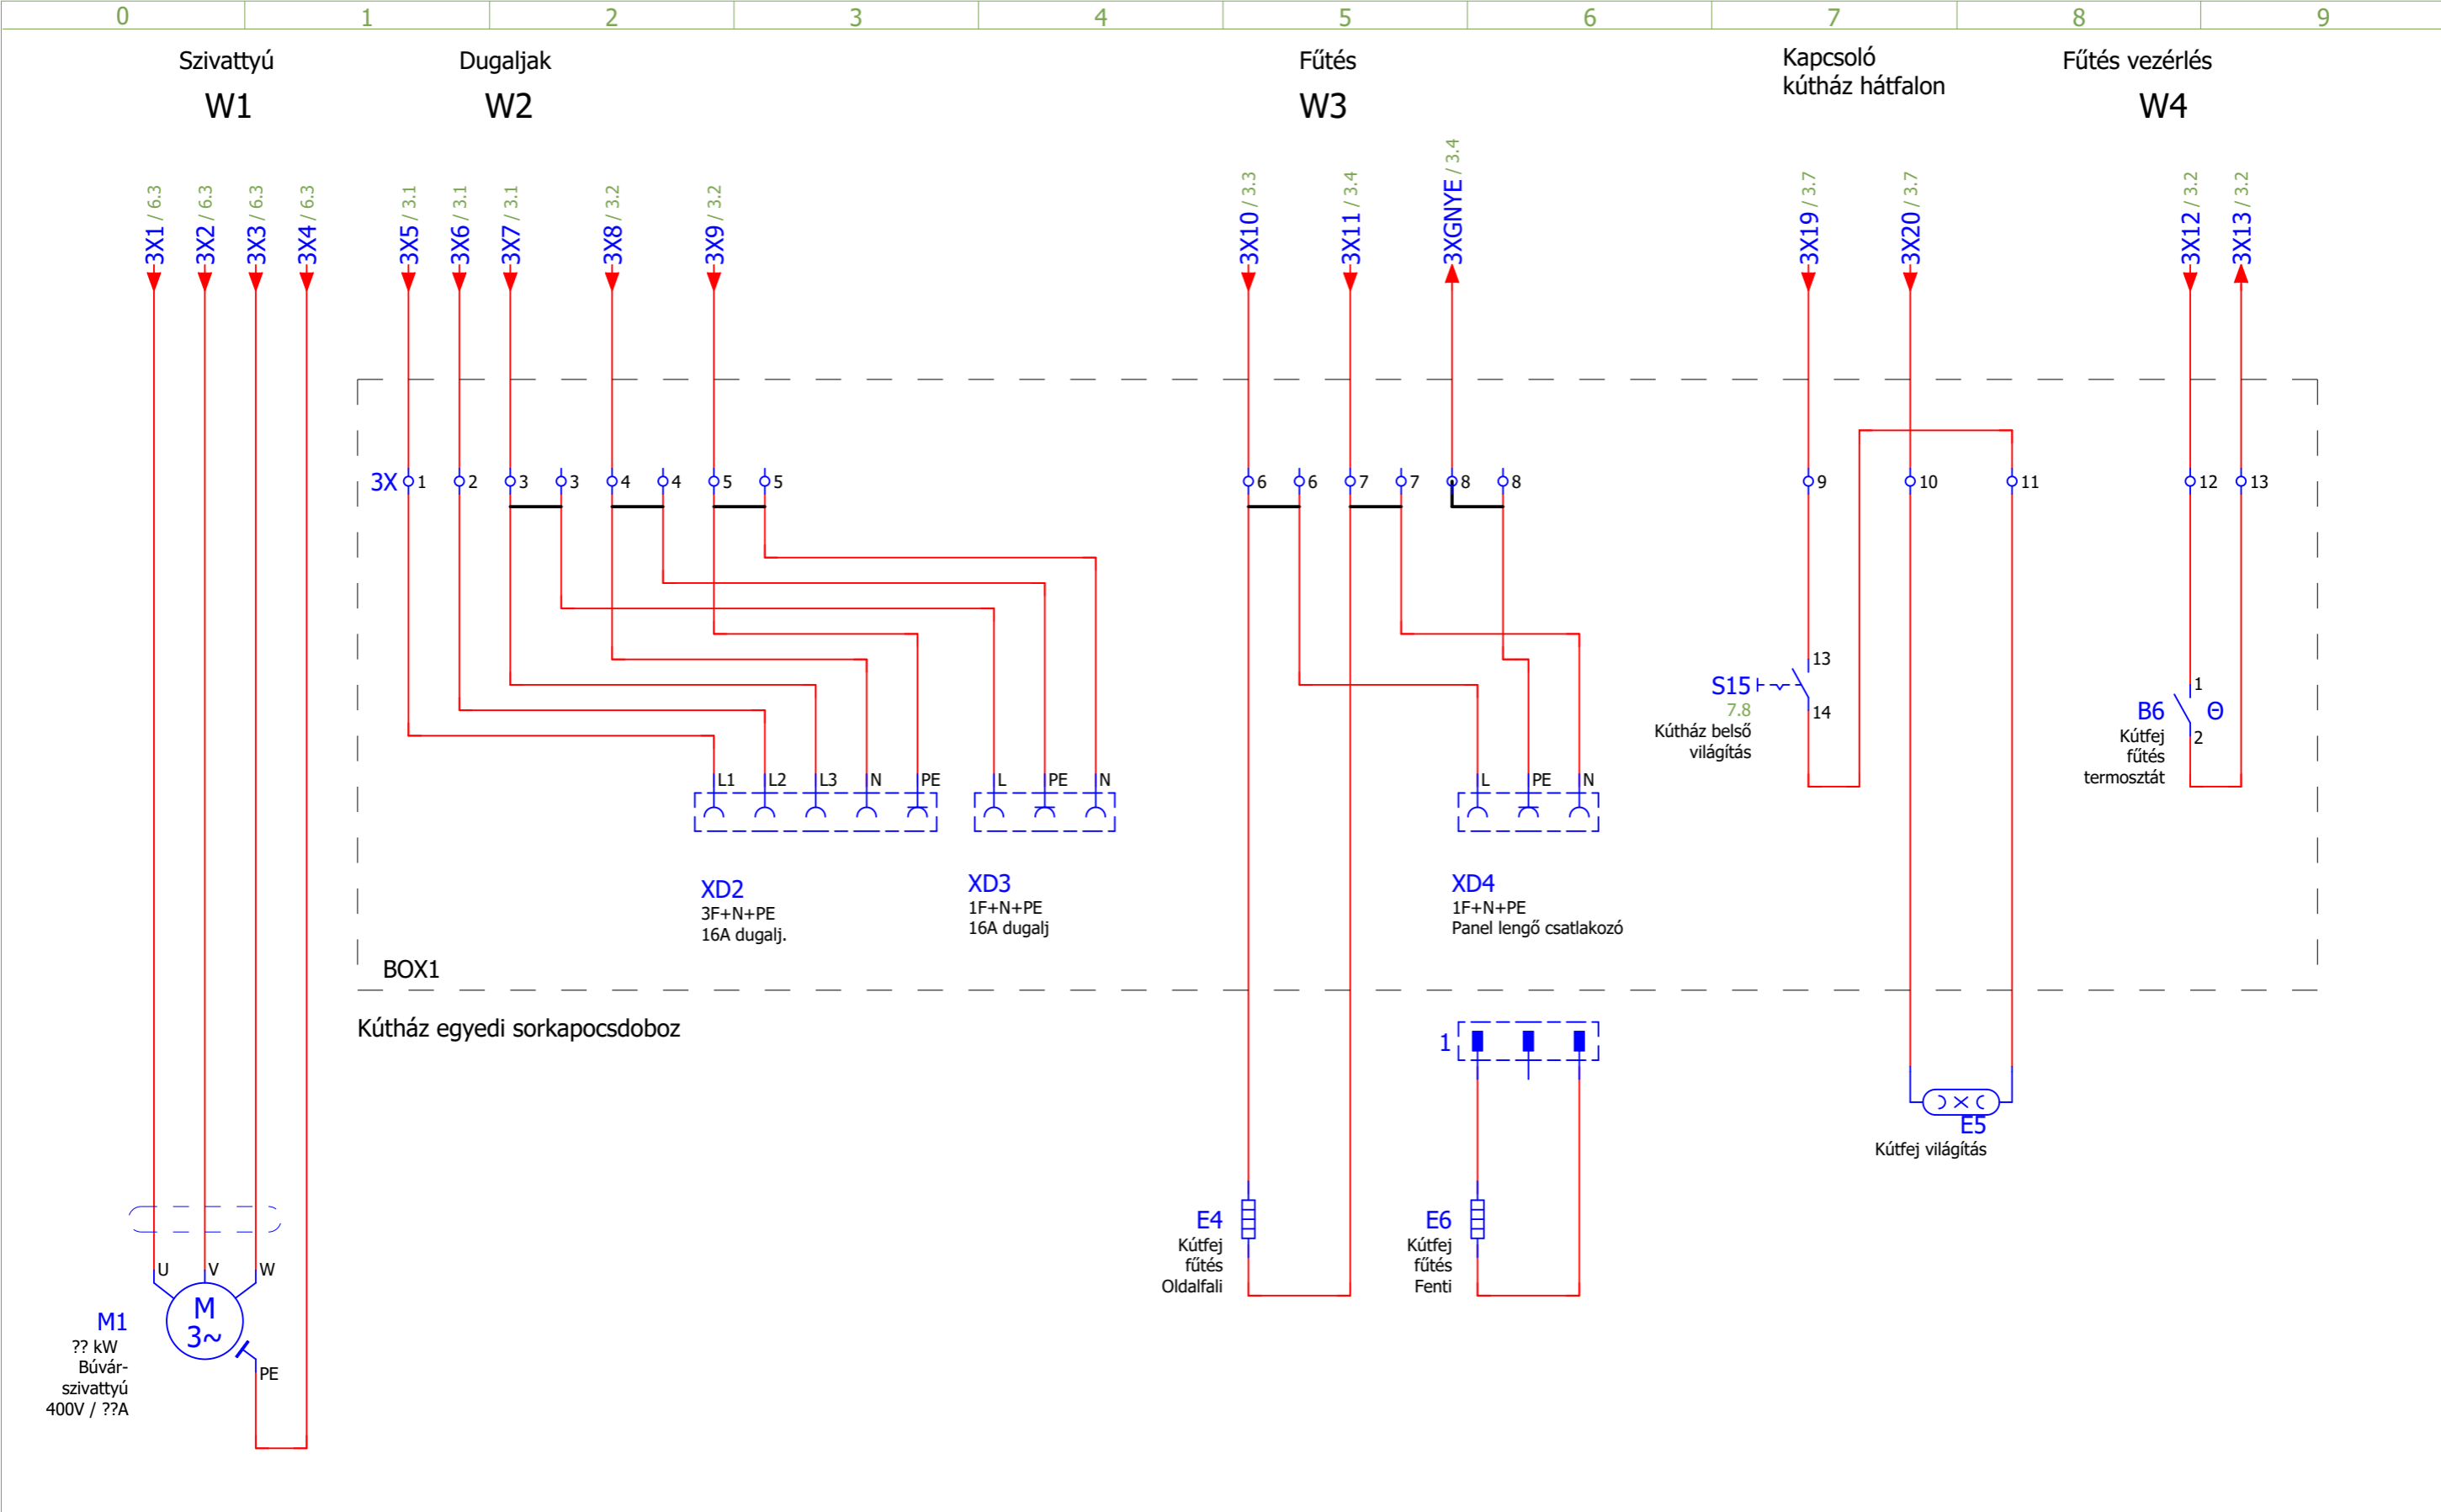 0 1 2 3 4 5 6 7 8 9
Szivattyú
W1
Dugaljak
W2
Fűtés
W3
Kapcsoló
kútház hátfalon
Fűtés vezérlés
W4
3X1 / 6.3
3X2 / 6.3
3X3 / 6.3
3X4 / 6.3
3X5 / 3.1
3X6 / 3.1
3X7 / 3.1
3X8 / 3.2
3X9 / 3.2
3X10 / 3.3
3X11 / 3.4
3XGNYE / 3.4
3X19 / 3.7
3X20 / 3.7
3X12 / 3.2
3X13 / 3.2
3X 1 2 3 3 4 4 5 5 6 6 7 7 8 8 9 10 11 12 13
13
S15
7.8
14
Kútház belső
világítás
1
B6 Θ
2
Kútfej
fűtés
termosztát
L1 L2 L3 N PE
L PE N
L PE N
XD2
3F+N+PE
16A dugalj.
XD3
1F+N+PE
16A dugalj
XD4
1F+N+PE
Panel lengő csatlakozó
BOX1
Kútház egyedi sorkapocsdoboz
1
E5
Kútfej világítás
E4
Kútfej
fűtés
Oldalfali
E6
Kútfej
fűtés
Fenti
U V W
M
3~
PE
M1
?? kW
Búvár-
szivattyú
400V / ??A